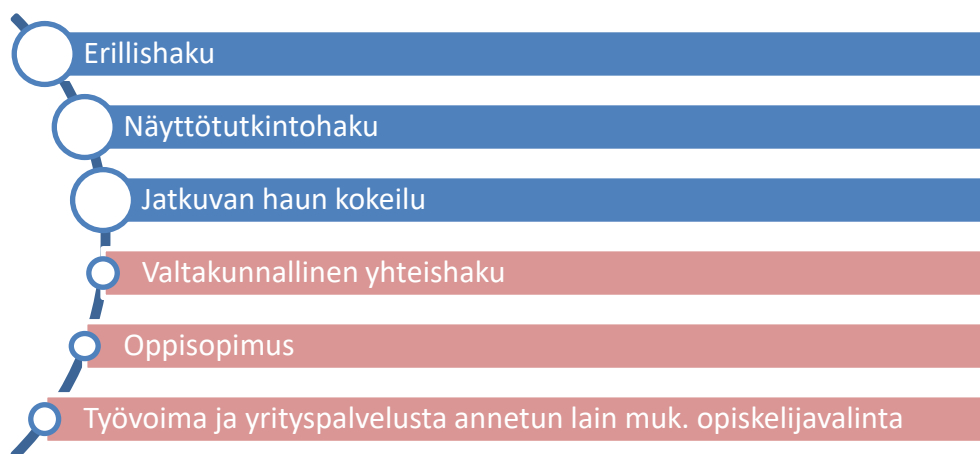 Erillishaku
Näyttötutkintohaku
Jatkuvan haun kokeilu
Valtakunnallinen yhteishaku
Oppisopimus
Työvoima ja yrityspalvelusta annetun lain muk. opiskelijavalinta